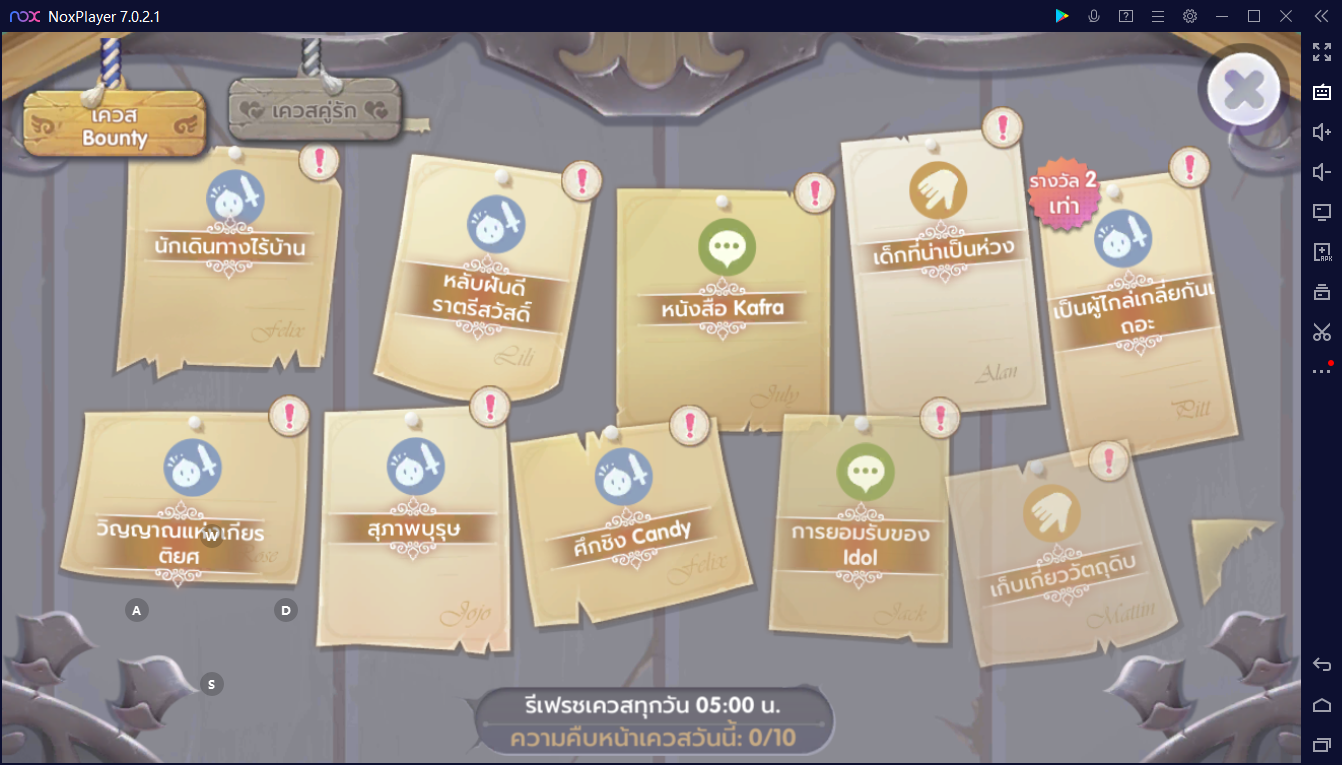 nox NoxPlayer 7.0.2.1
เควส
Bounty
เควสคู่รัก
นักเดินทางไร้บ้าน
Felix
หลับฝันดี
ราตรีสวัสดิ์
Lili
หนังสือ Kafra
July
เด็กที่น่าเป็นห่วง
Alan
รางวัล 2
เท่า
เป็นผู้ไกล่เกลี่ยกันเ
ถอะ
Pitt
วิญญาณแห่งเกียร
ติยศ
Rose
สุภาพบุรุษ
Jojo
ศึกชิง Candy
Felix
การยอมรับของ
Idol
Jack
เก็บเกี่ยววัตถุดิบ
Mattin
W
A
D
S
รีเฟรชเควสทุกวัน 05:00 น.
ความคืบหน้าเควสวันนี้: 0/10
APK